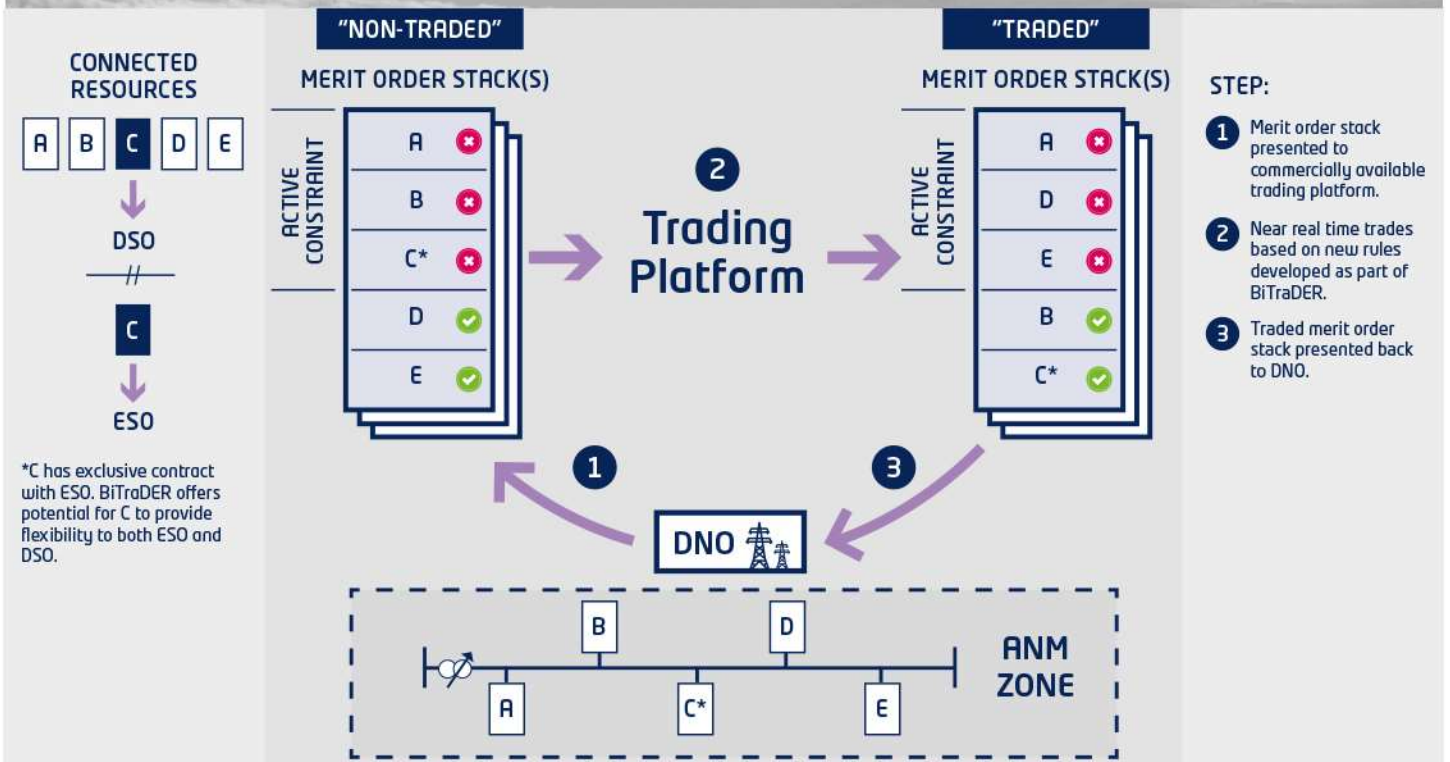 CONNECTED
RESOURCES
A B C D E
DSO
C
ESO
*C has exclusive contract
with ESO. BiTraDER offers
potential for C to provide
flexibility to both ESO and
DSO.
"NON-TRADED"
MERIT ORDER STACK(S)
ACTIVE
CONSTRAINT
A
B
C*
D
E
2
Trading
Platform
"TRADED"
MERIT ORDER STACK(S)
ACTIVE
CONSTRAINT
A
D
E
B
C*
1
3
DNO
B
D
A
C*
E
ANM
ZONE
STEP:
1 Merit order stack
presented to
commercially available
trading platform.
2 Near real time trades
based on new rules
developed as part of
BiTraDER.
3 Traded merit order
stack presented back
to DNO.